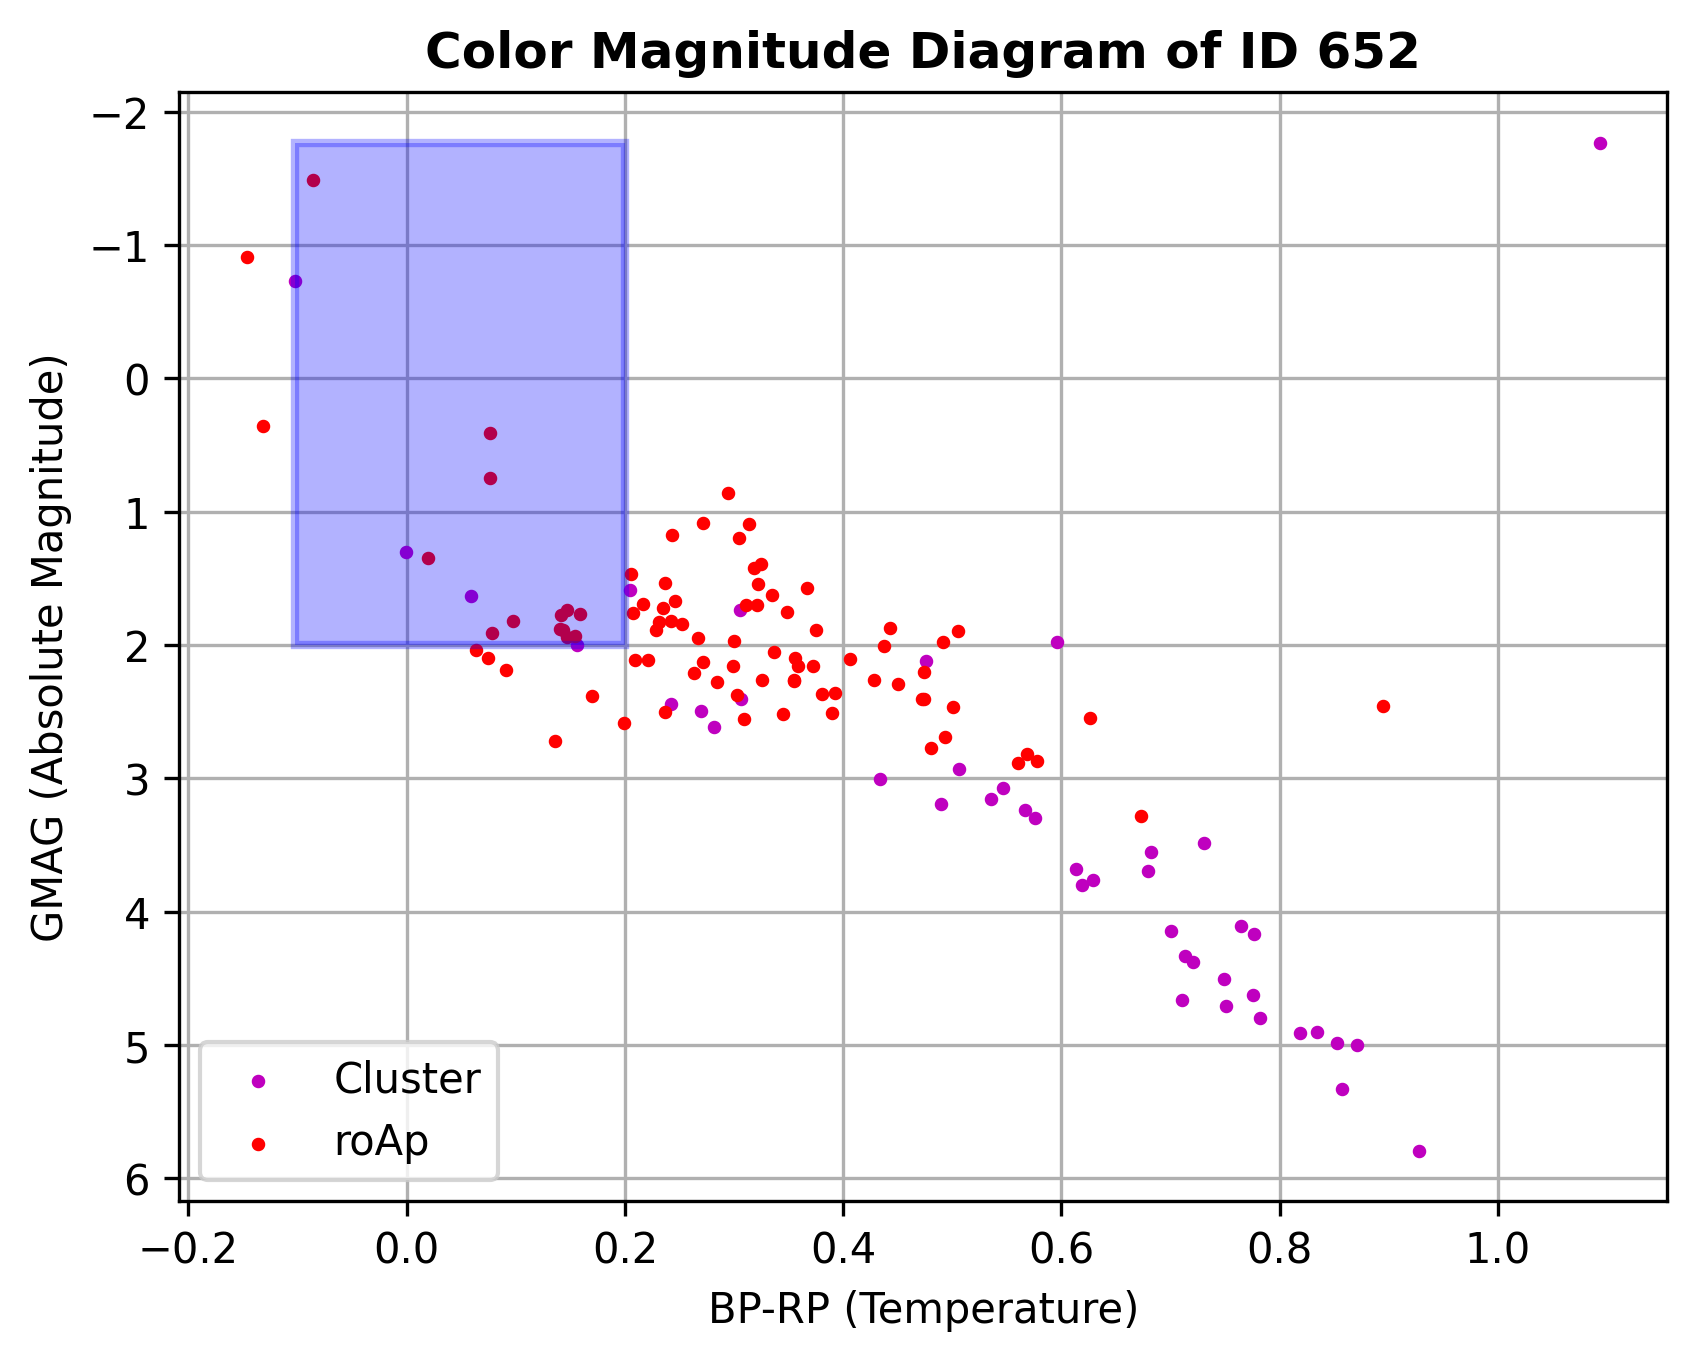 Color Magnitude Diagram of ID 652
−2
−1
0
1
2
3
4
5
6
GMAG (Absolute Magnitude)
Cluster
roAp
−0.2 0.0 0.2 0.4 0.6 0.8 1.0
BP-RP (Temperature)